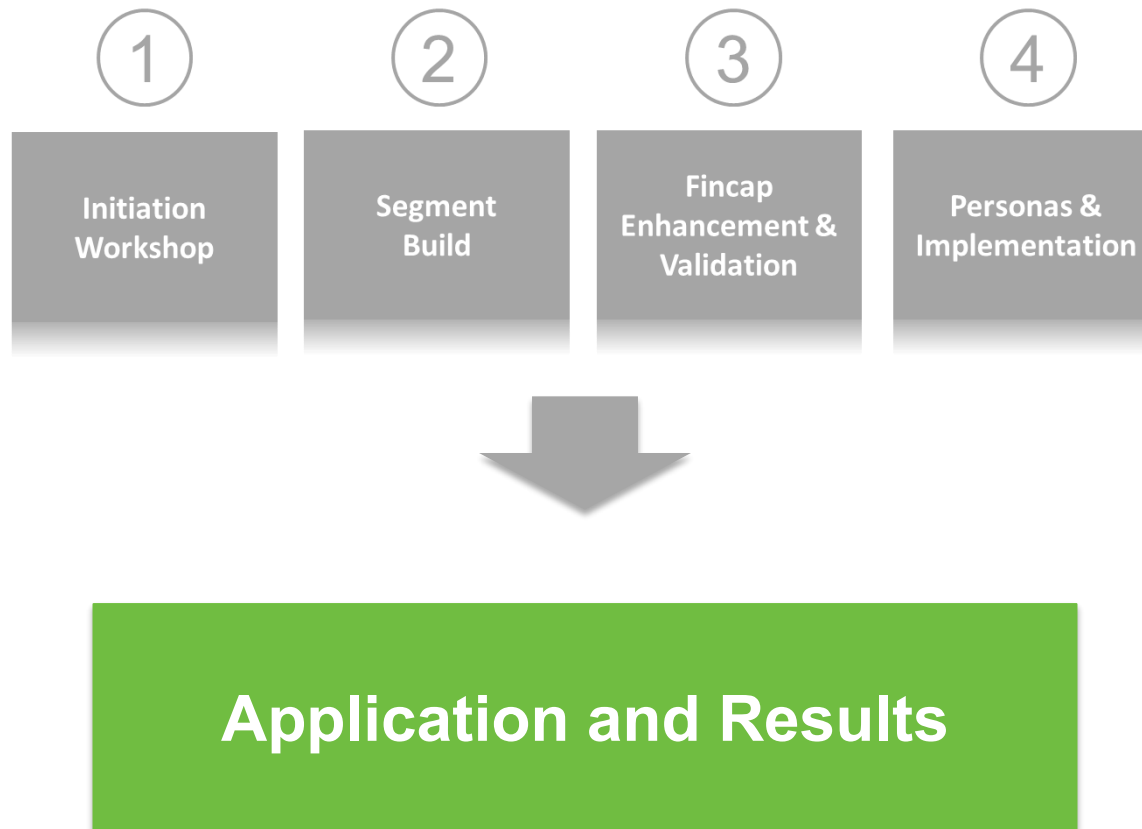 1
2
3
4
Initiation
Workshop
Segment
Build
Fincap
Enhancement &
Validation
Personas &
Implementation
Application and Results